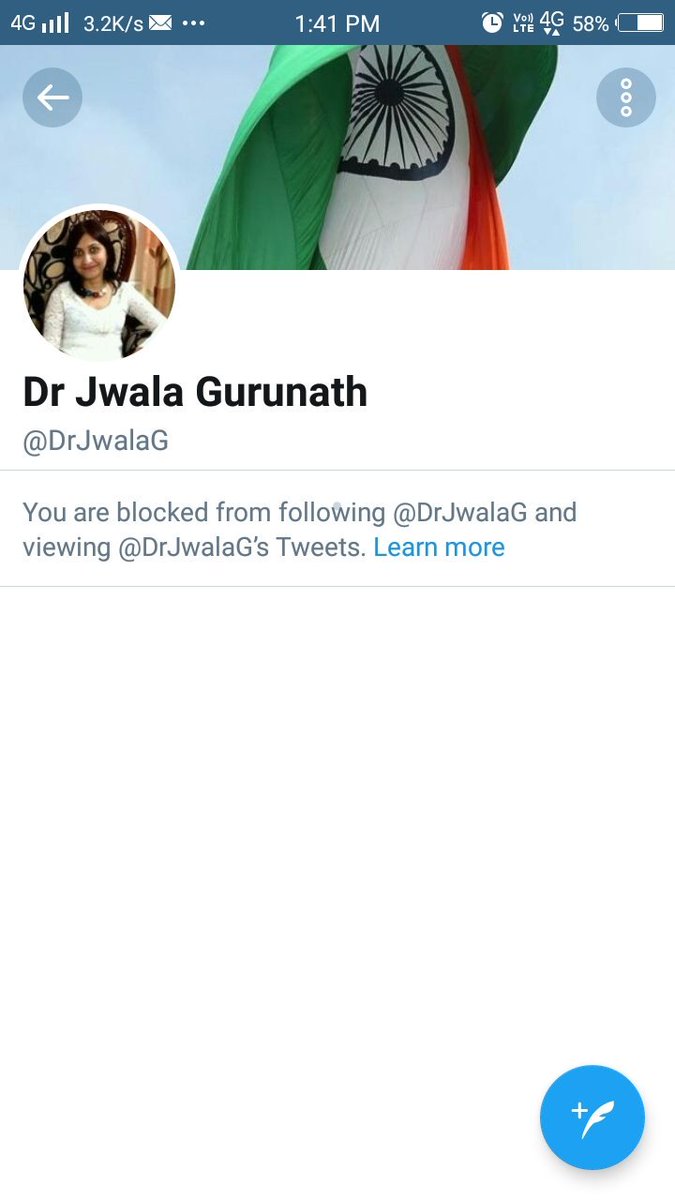 4G 3.2K/s ••• 1:41 PM Vo)) LTE 4G 58%
Dr Jwala Gurunath
@DrJwalaG
You are blocked from following @DrJwalaG and
viewing @DrJwalaG’s Tweets. Learn more